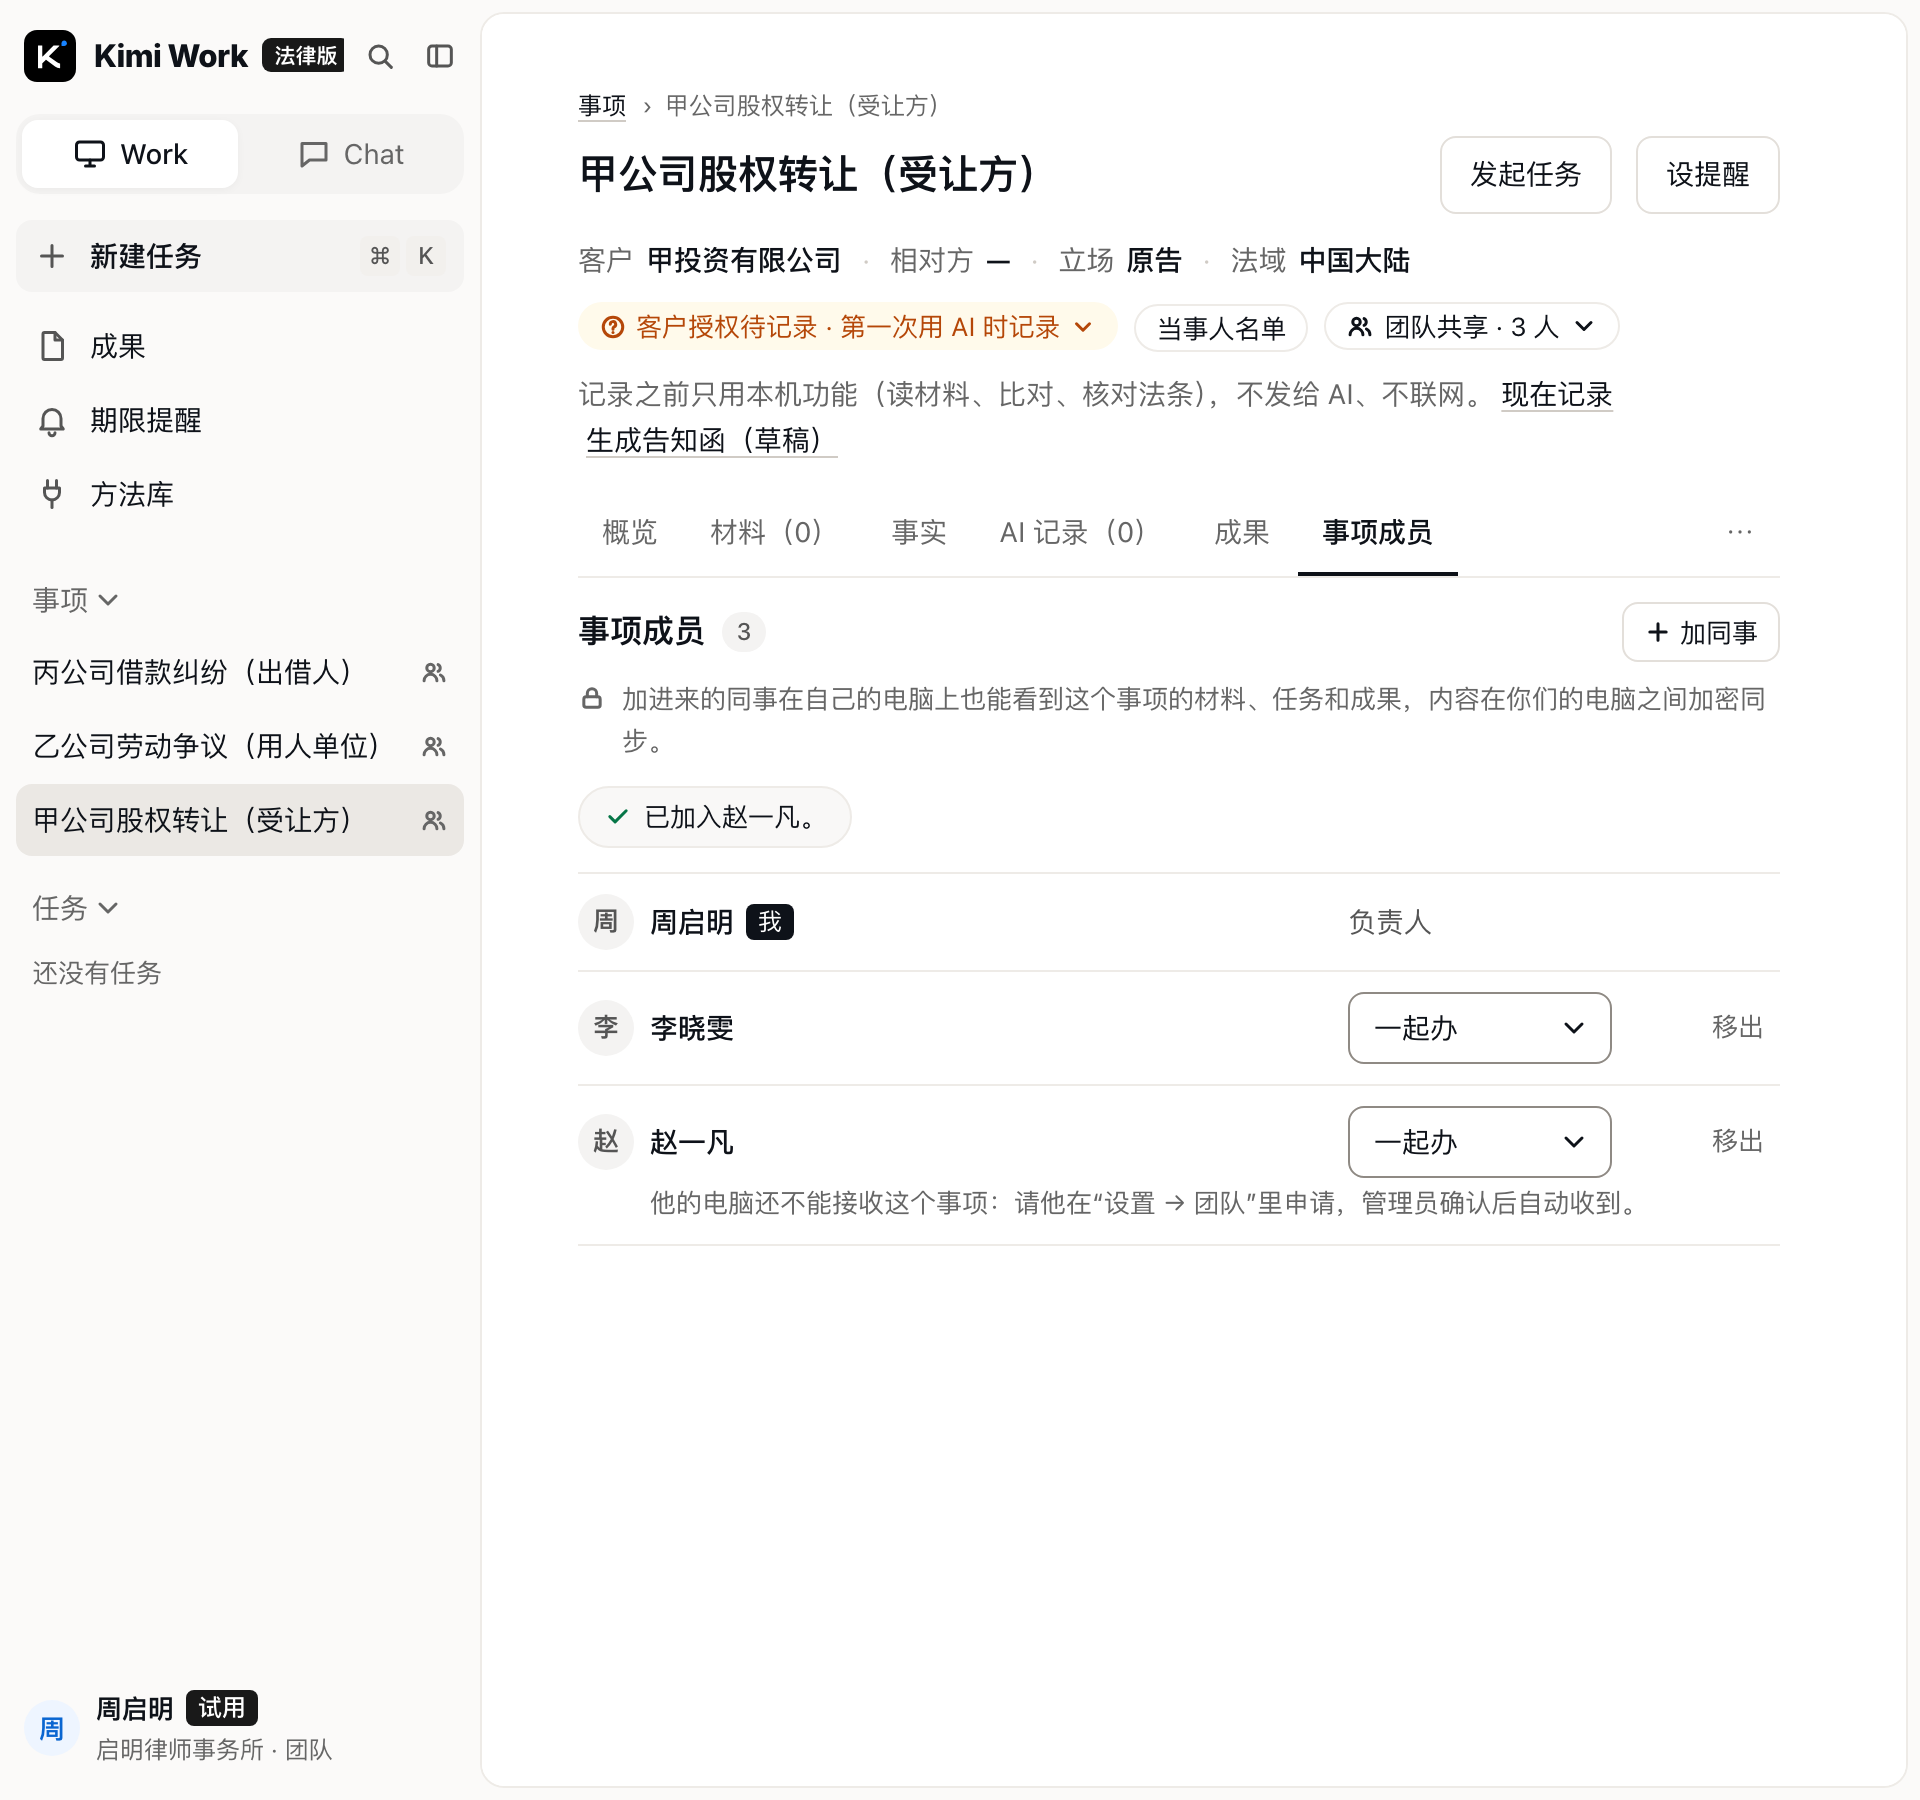 Kimi Work 法律版
Work
Chat
新建任务 ⌘ K
成果
期限提醒
方法库
事项
丙公司借款纠纷（出借人）
乙公司劳动争议（用人单位）
甲公司股权转让（受让方）
任务
还没有任务
周启明 试用
启明律师事务所 · 团队
事项 › 甲公司股权转让（受让方）
甲公司股权转让（受让方）
发起任务
设提醒
客户 甲投资有限公司 · 相对方 — · 立场 原告 · 法域 中国大陆
客户授权待记录 · 第一次用 AI 时记录
当事人名单
团队共享 · 3 人
记录之前只用本机功能（读材料、比对、核对法条），不发给 AI、不联网。 现在记录
生成告知函（草稿）
概览 材料（0） 事实 AI 记录（0） 成果 事项成员 ···
事项成员 3
+ 加同事
加进来的同事在自己的电脑上也能看到这个事项的材料、任务和成果，内容在你们的电脑之间加密同
步。
已加入赵一凡。
周 周启明 我 负责人
李 李晓雯 一起办 移出
赵 赵一凡 一起办 移出
他的电脑还不能接收这个事项：请他在“设置 → 团队”里申请，管理员确认后自动收到。